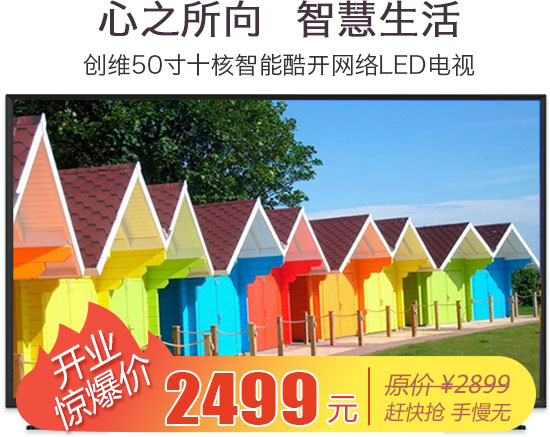 心之所向 智慧生活
创维50寸十核智能酷开网络LED电视
开业
惊爆价
2499元
原价 ¥2899
赶快抢 手慢无